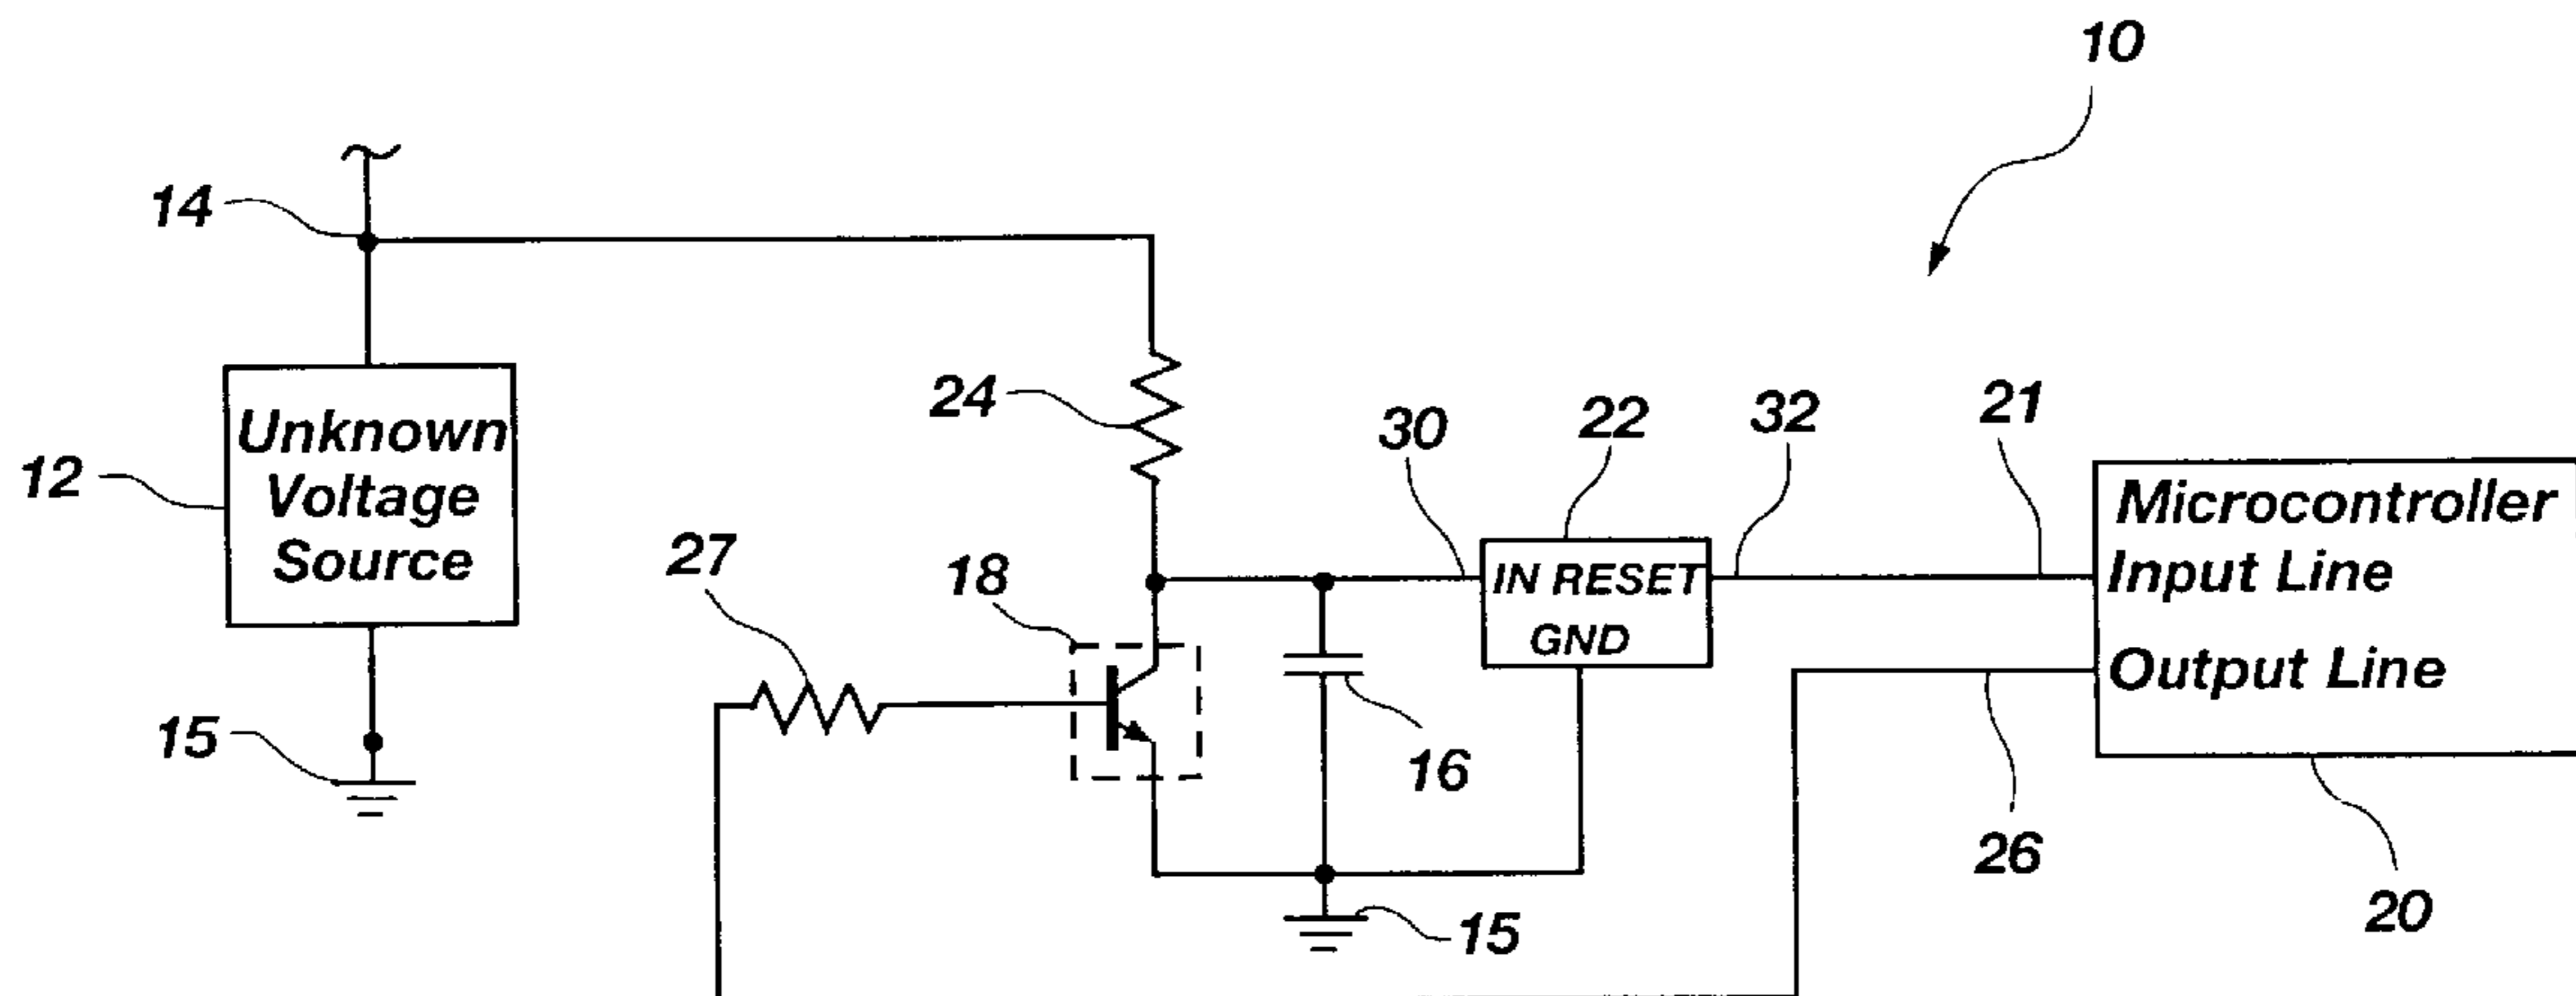 10
14
12
Unknown
Voltage
Source
15
24
27
18
30
22
32
21
IN RESET
GND
16
15
Microcontroller
Input Line
Output Line
26
20